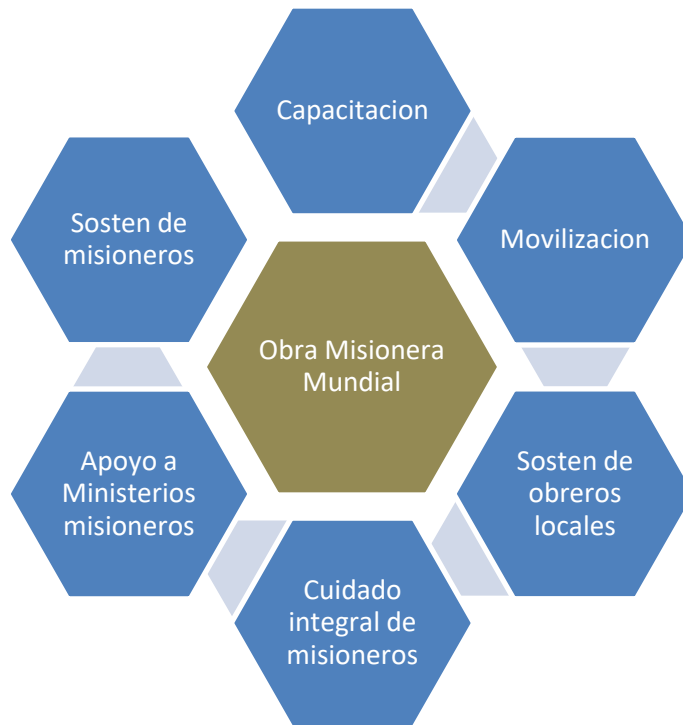 Capacitacion
Movilizacion
Sosten de
obreros
locales
Cuidado
integral de
misioneros
Apoyo a
Ministerios
misioneros
Sosten de
misioneros
Obra Misionera
Mundial